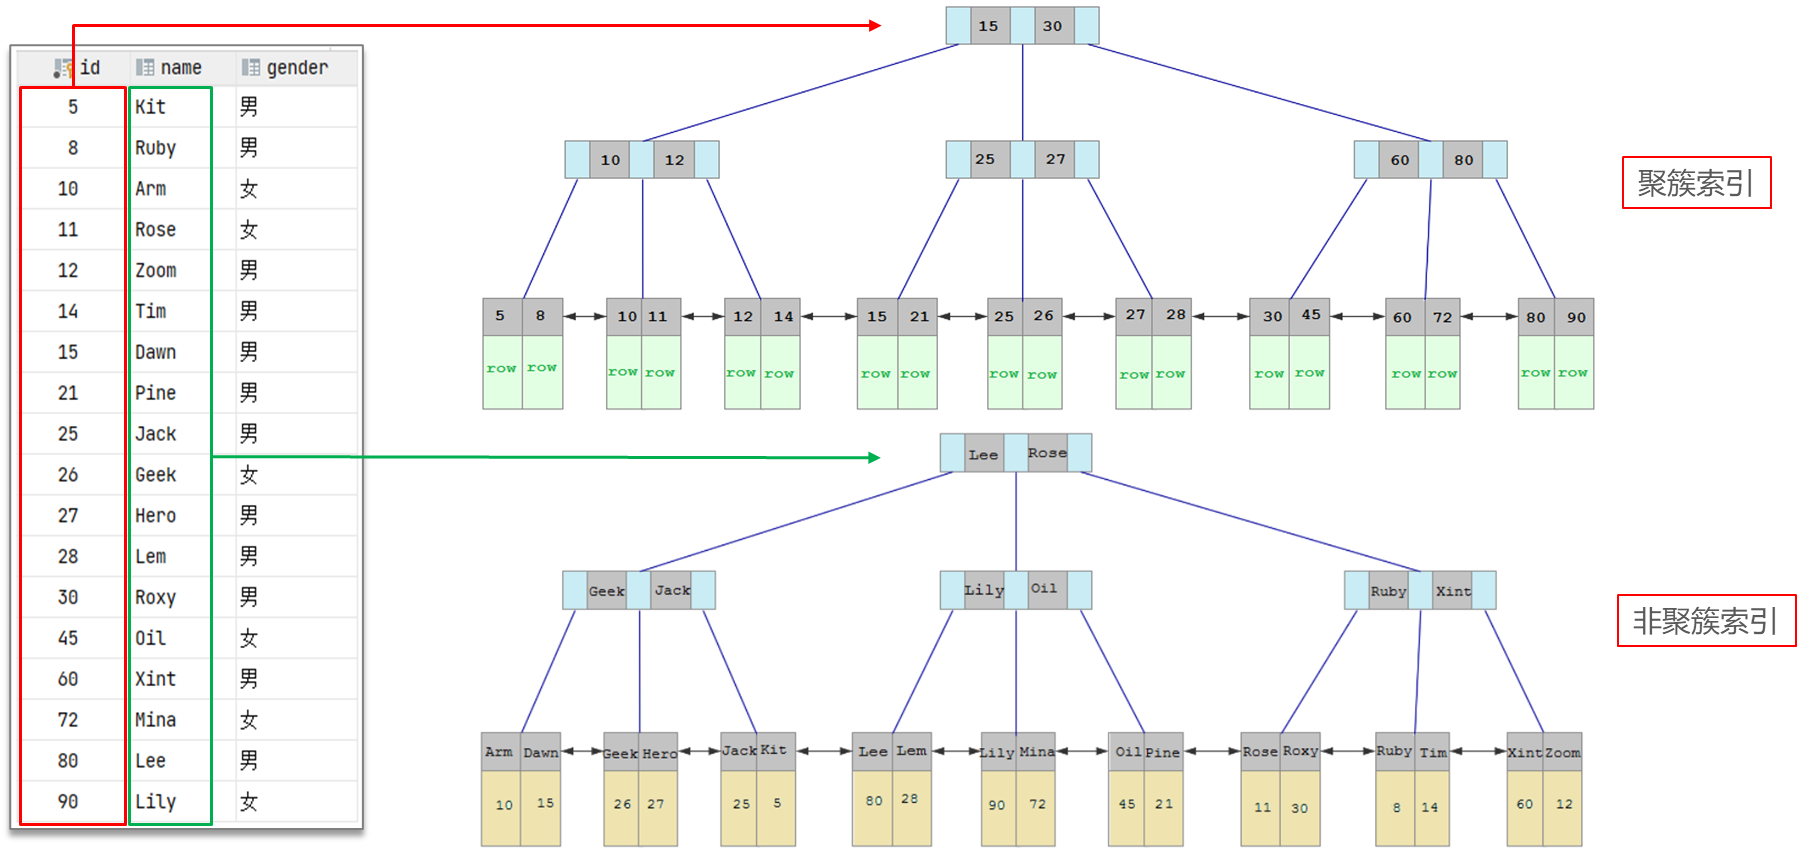 id name gender
5 Kit 男
8 Ruby 男
10 Arm 女
11 Rose 女
12 Zoom 男
14 Tim 男
15 Dawn 男
21 Pine 男
25 Jack 男
26 Geek 女
27 Hero 男
28 Lem 男
30 Roxy 男
45 Oil 女
60 Xint 男
72 Mina 女
80 Lee 男
90 Lily 女
15 30
10 12 25 27 60 80
聚簇索引
5 8 10 11 12 14 15 21 25 26 27 28 30 45 60 72 80 90
row row row row row row row row row row row row row row row row row row
Lee Rose
Geek Jack Lily Oil Ruby Xint
非聚簇索引
Arm Dawn Geek Hero Jack Kit Lee Lem Lily Mina Oil Pine Rose Roxy Ruby Tim Xint Zoom
10 15 26 27 25 5 80 28 90 72 45 21 11 30 8 14 60 12